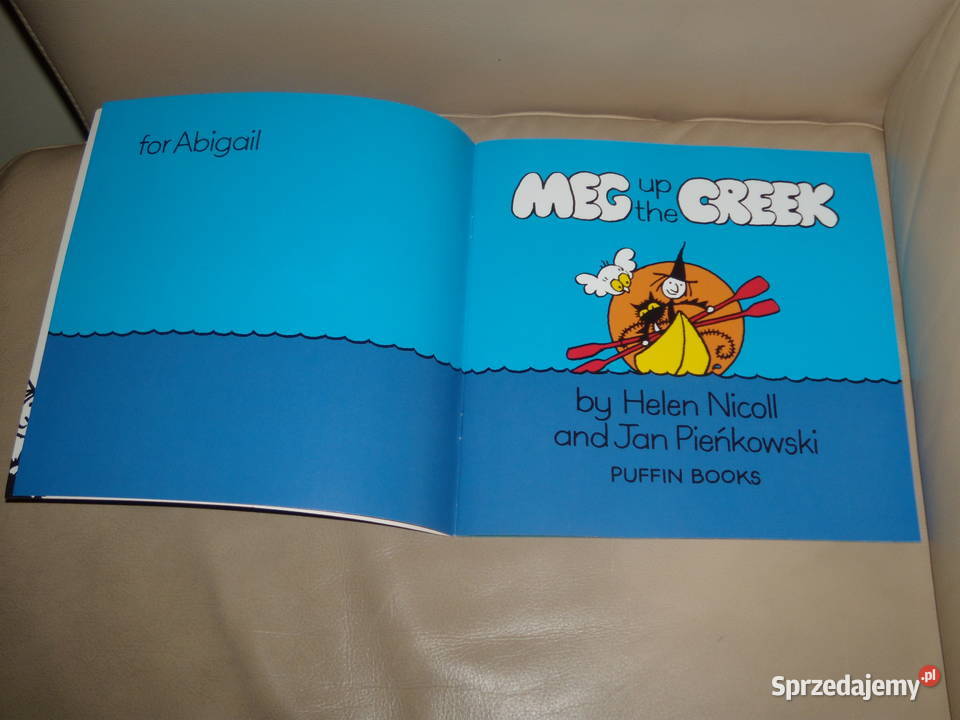 for Abigail
MEG up the CREEK
by Helen Nicoll
and Jan Pieńkowski
PUFFIN BOOKS
Sprzedajemy.pl